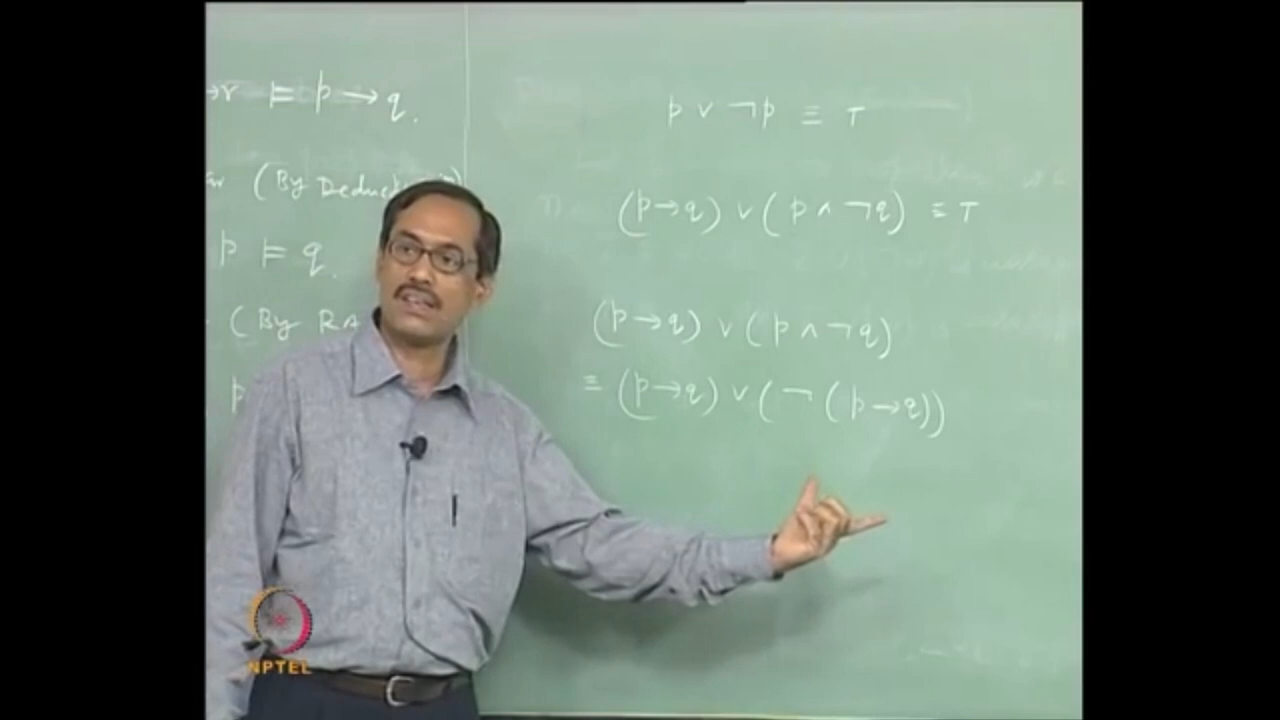 →r ⊨ p → q.
(By Deduc
p ⊨ q.
(By RA
p
p ∨ ¬p ≡ T
(p→q) ∨ (p ∧ ¬q) ≡ T
(p→q) ∨ (p ∧ ¬q)
≡ (p→q) ∨ (¬(p→q))
NPTEL